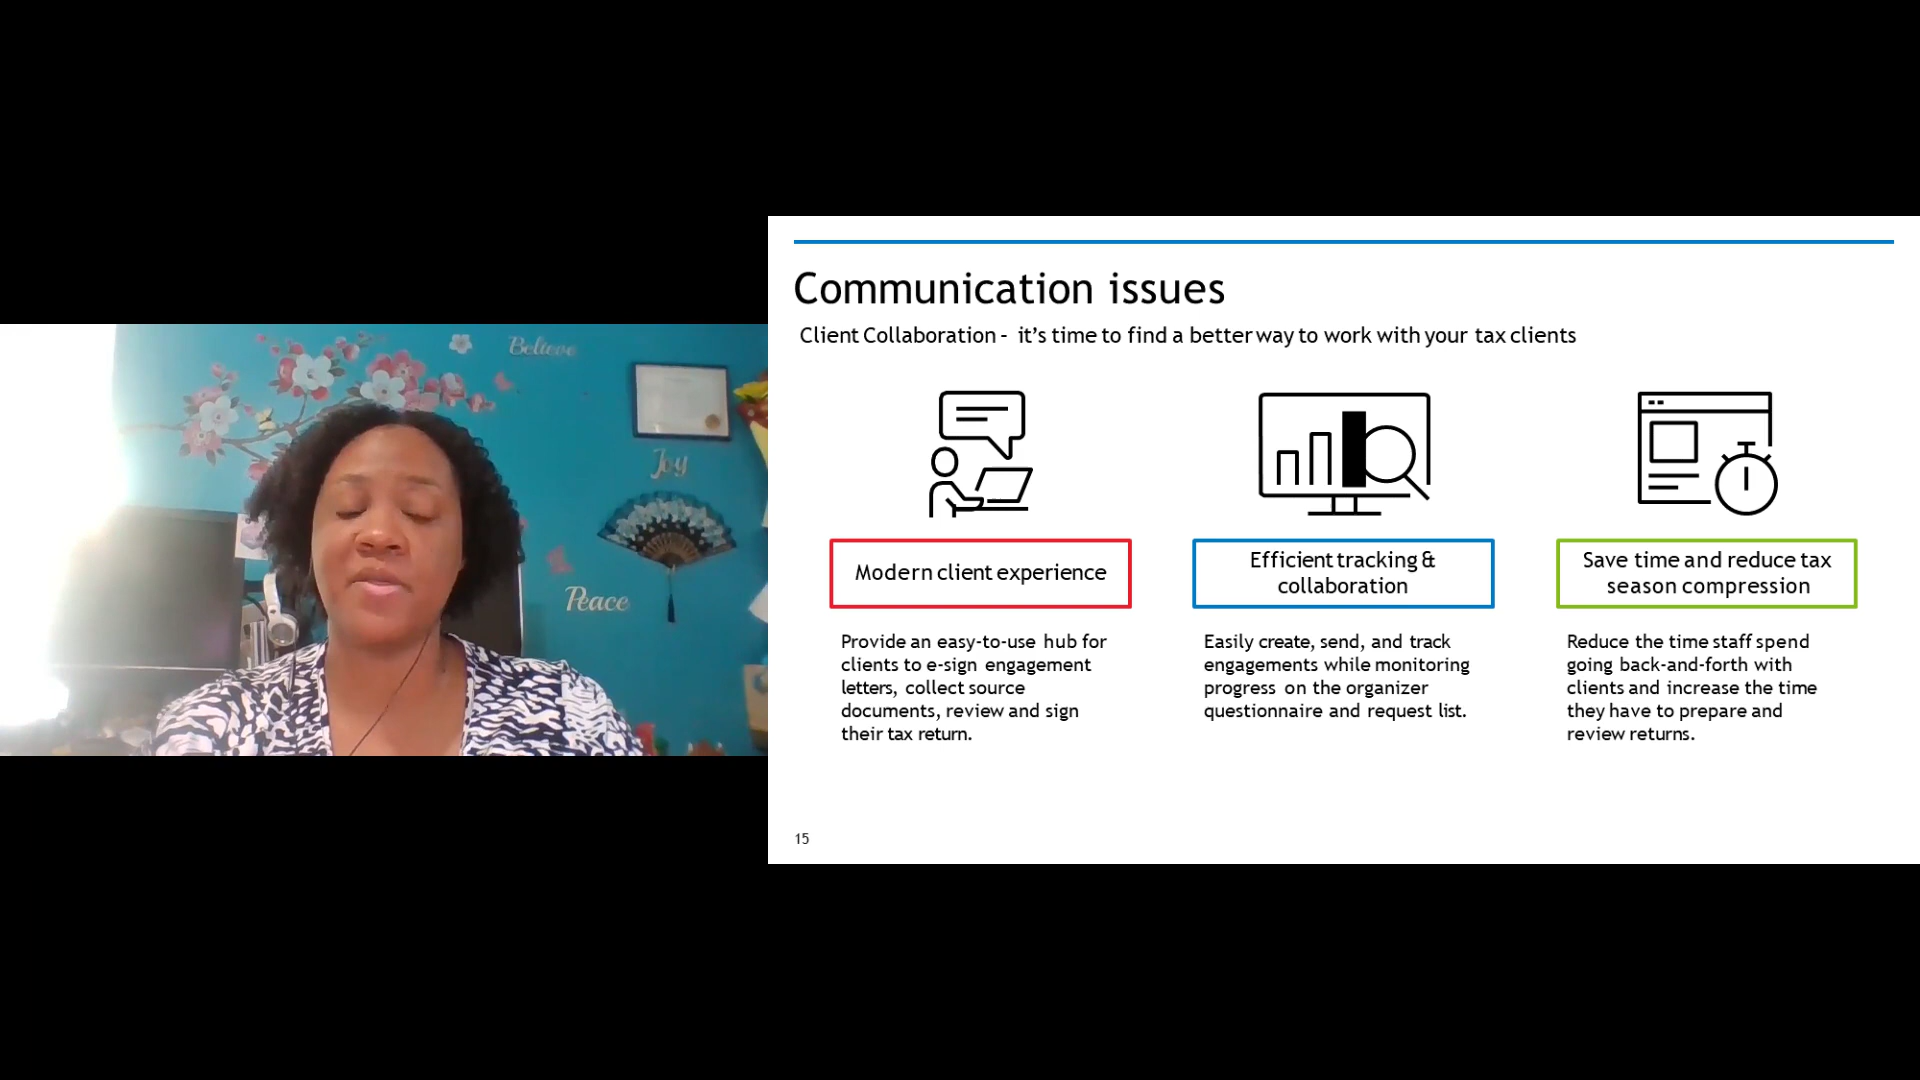 Believe
Joy
Peace
Communication issues
Client Collaboration - it's time to find a better way to work with your tax clients
Modern client experience
Provide an easy-to-use hub for
clients to e-sign engagement
letters, collect source
documents, review and sign
their tax return.
Efficient tracking &
collaboration
Easily create, send, and track
engagements while monitoring
progress on the organizer
questionnaire and request list.
Save time and reduce tax
season compression
Reduce the time staff spend
going back-and-forth with
clients and increase the time
they have to prepare and
review returns.
15